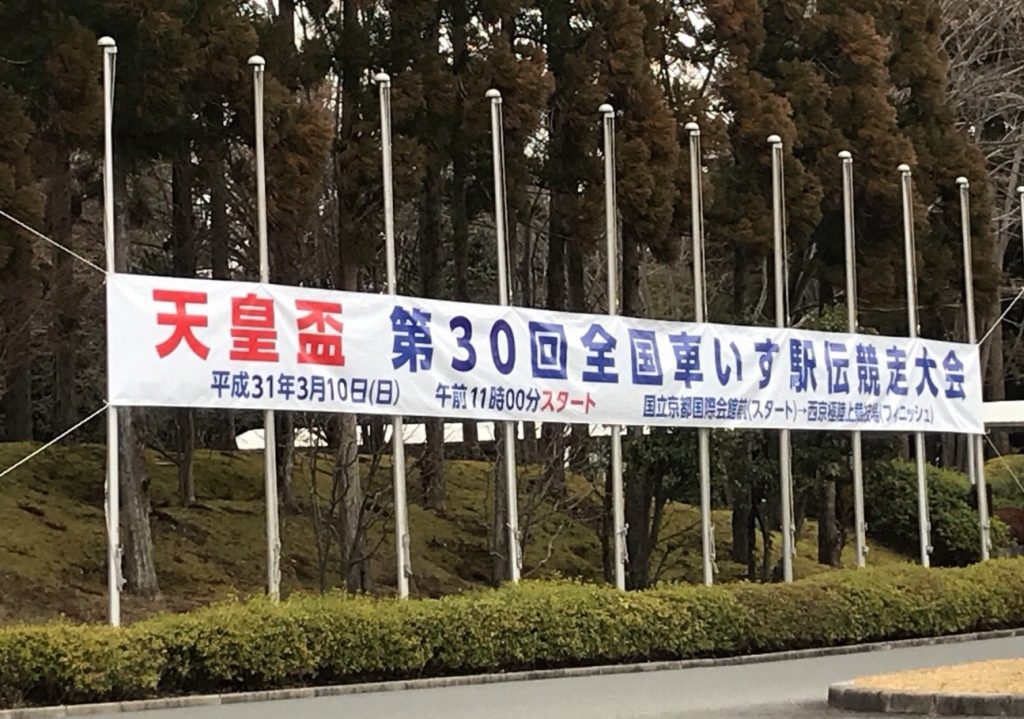 天皇盃 第30回全国車いす駅伝競走大会
平成31年3月10日(日) 午前11時00分スタート 国立京都国際会館前(スタート)→西京極陸上競技場(フィニッシュ)